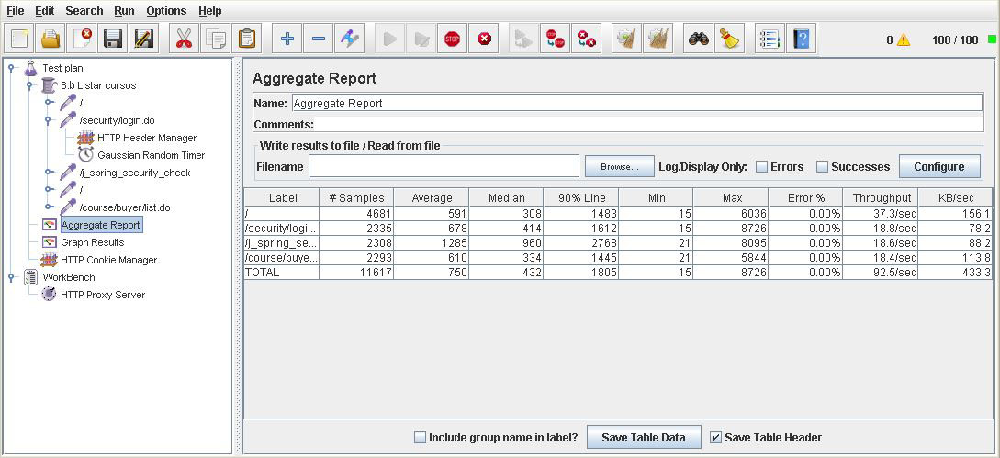 File Edit Search Run Options Help
STOP
0 100 / 100
Test plan
6.b Listar cursos
/
/security/login.do
HTTP Header Manager
Gaussian Random Timer
/j_spring_security_check
/
/course/buyer/list.do
Aggregate Report
Graph Results
HTTP Cookie Manager
WorkBench
HTTP Proxy Server
Aggregate Report
Name: Aggregate Report
Comments:
Write results to file / Read from file
Filename Browse... Log/Display Only: Errors Successes Configure
Label # Samples Average Median 90% Line Min Max Error % Throughput KB/sec
/ 4681 591 308 1483 15 6036 0.00% 37.3/sec 156.1
/security/logi... 2335 678 414 1612 15 8726 0.00% 18.8/sec 78.2
/j_spring_se... 2308 1285 960 2768 21 8095 0.00% 18.6/sec 88.2
/course/buye... 2293 610 334 1445 21 5844 0.00% 18.4/sec 113.8
TOTAL 11617 750 432 1805 15 8726 0.00% 92.5/sec 433.3
Include group name in label? Save Table Data Save Table Header